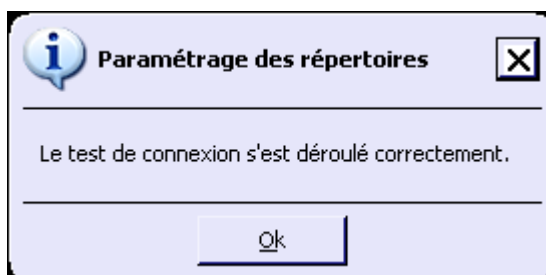 Paramétrage des répertoires
Le test de connexion s'est déroulé correctement.
Ok